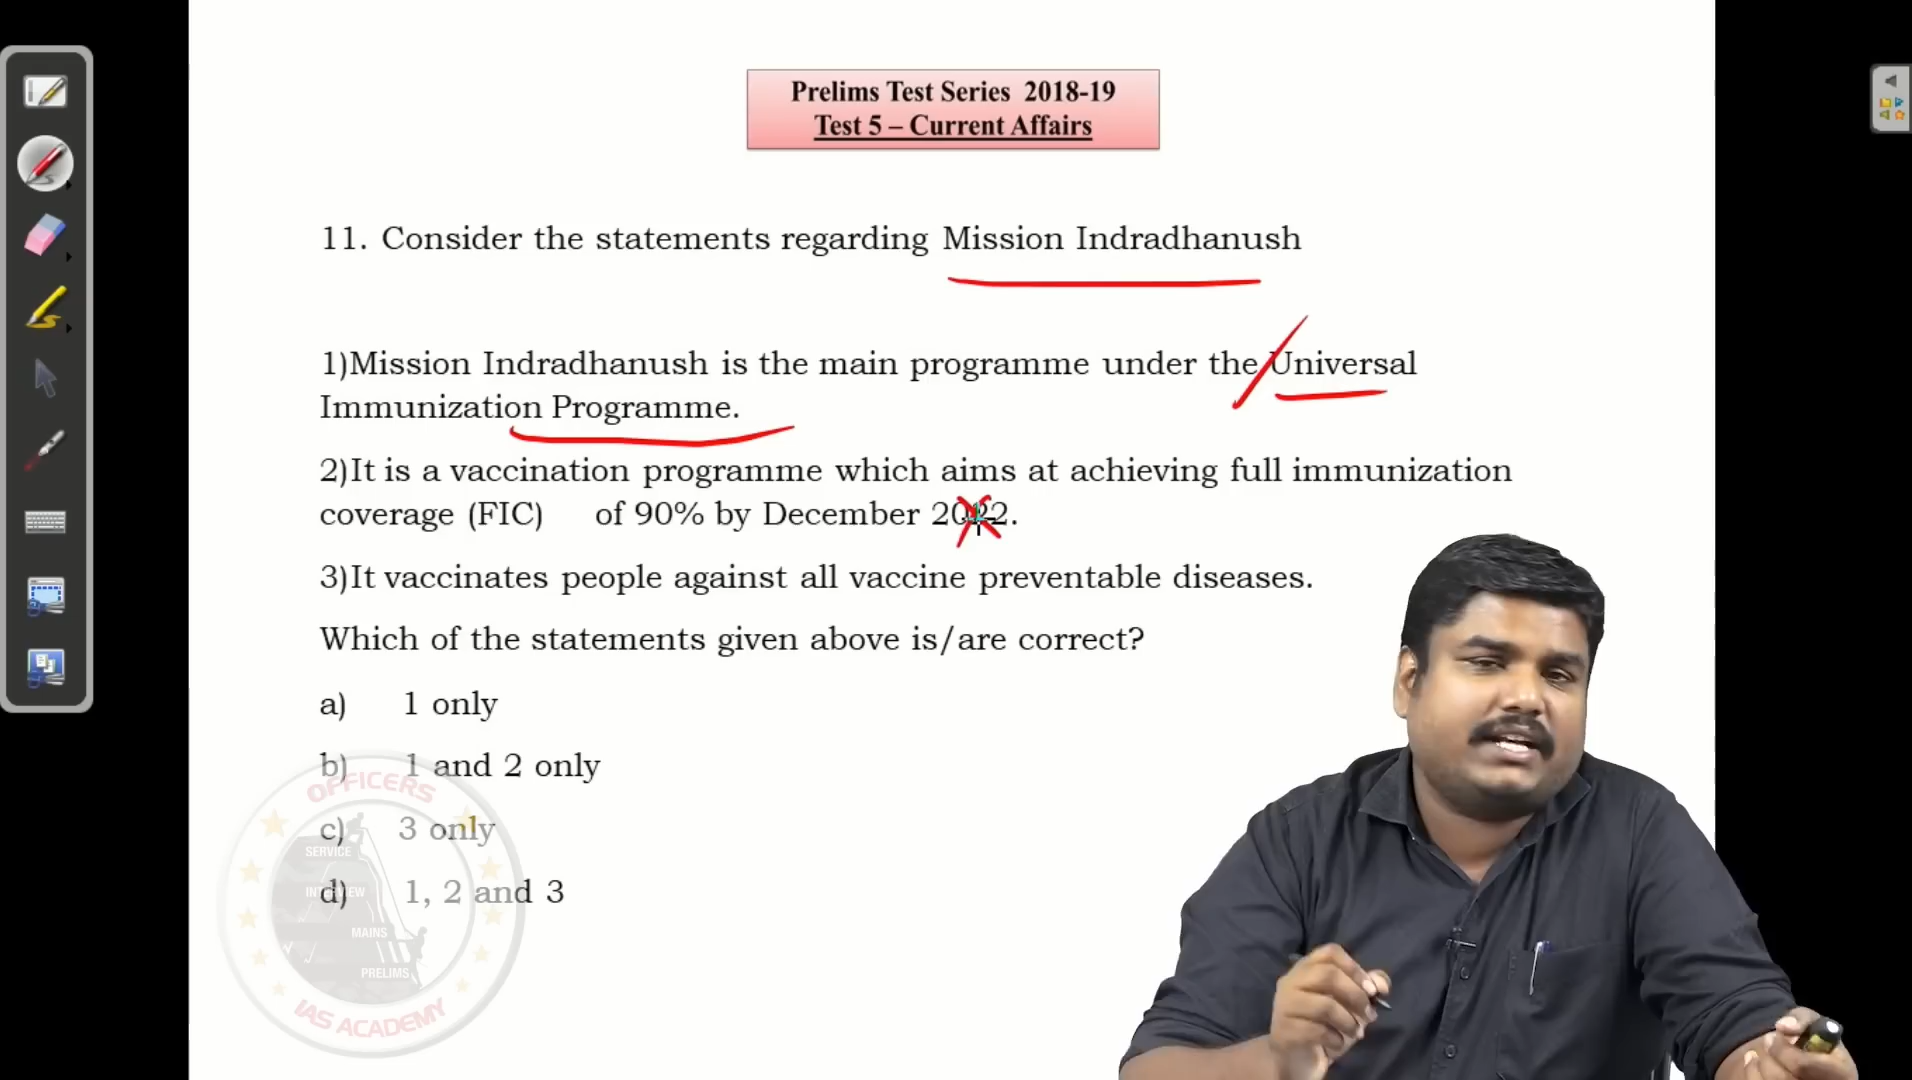 Prelims Test Series 2018-19
Test 5 – Current Affairs
11. Consider the statements regarding Mission Indradhanush
1)Mission Indradhanush is the main programme under the Universal
Immunization Programme.
2)It is a vaccination programme which aims at achieving full immunization
coverage (FIC) of 90% by December 2022.
3)It vaccinates people against all vaccine preventable diseases.
Which of the statements given above is/are correct?
a) 1 only
b) 1 and 2 only
c) 3 only
d) 1, 2 and 3
OFFICERS
SERVICE
INTERVIEW
MAINS
PRELIMS
IAS ACADEMY